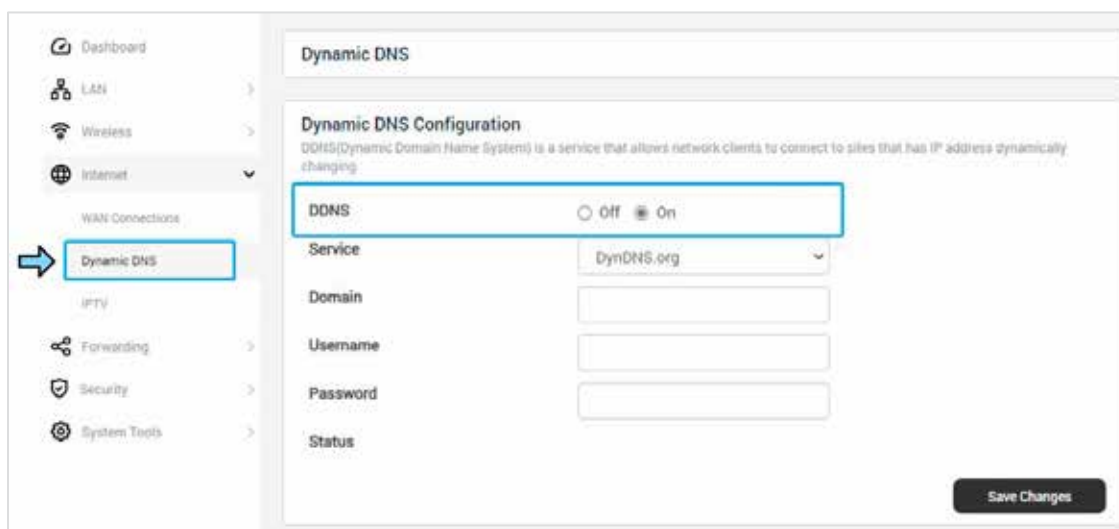 Dashboard
LAN
Wireless
Internet
WAN Connections
Dynamic DNS
IPTV
Forwarding
Security
System Tools
Dynamic DNS
Dynamic DNS Configuration
DDNS(Dynamic Domain Name System) is a service that allows network clients to connect to sites that has IP address dynamically
changing
DDNS Off On
Service DynDNS.org
Domain
Username
Password
Status
Save Changes